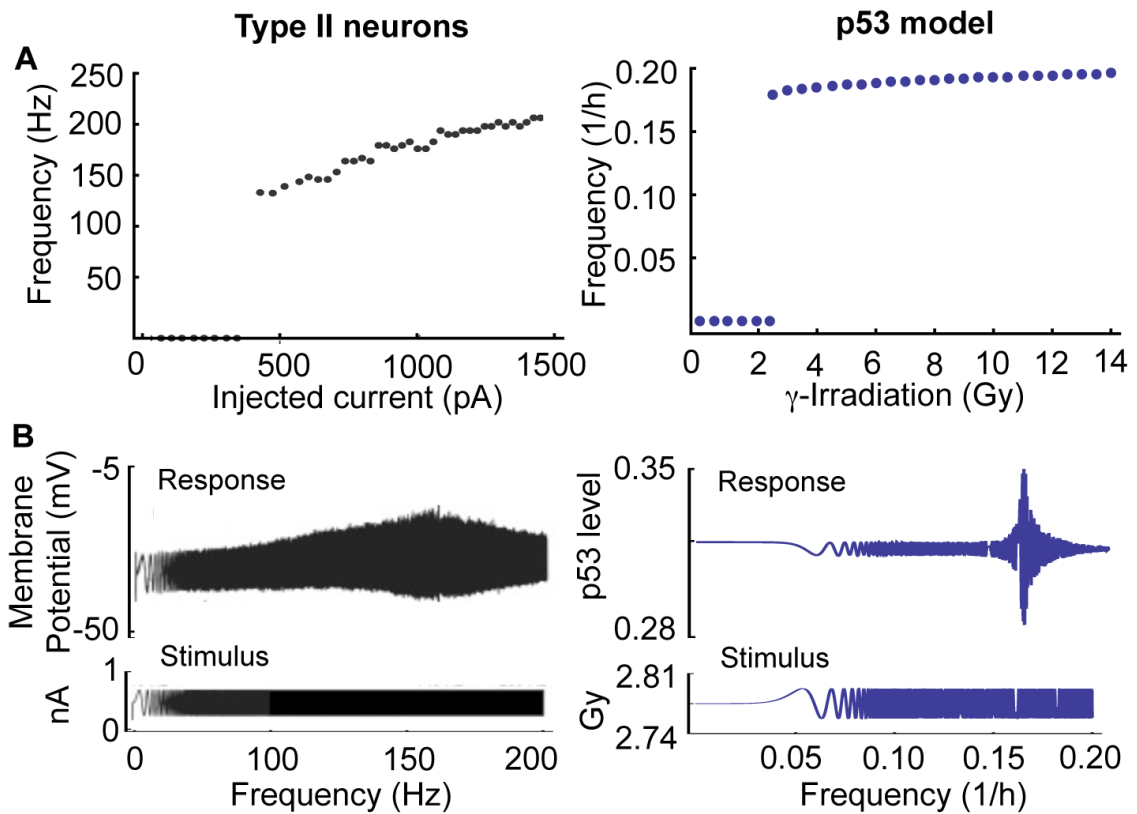 Type II neurons
p53 model
A
Frequency (Hz)
250
200
150
100
50
0
0 500 1000 1500
Injected current (pA)
Frequency (1/h)
0.20
0.15
0.10
0.05
0
0 2 4 6 8 10 12 14
γ-Irradiation (Gy)
B
Membrane
Potential (mV)
-5
-50
Response
nA
1
0
Stimulus
0 100 150 200
Frequency (Hz)
p53 level
0.35
0.28
Response
Gy
2.81
2.74
Stimulus
0.05 0.10 0.15 0.20
Frequency (1/h)